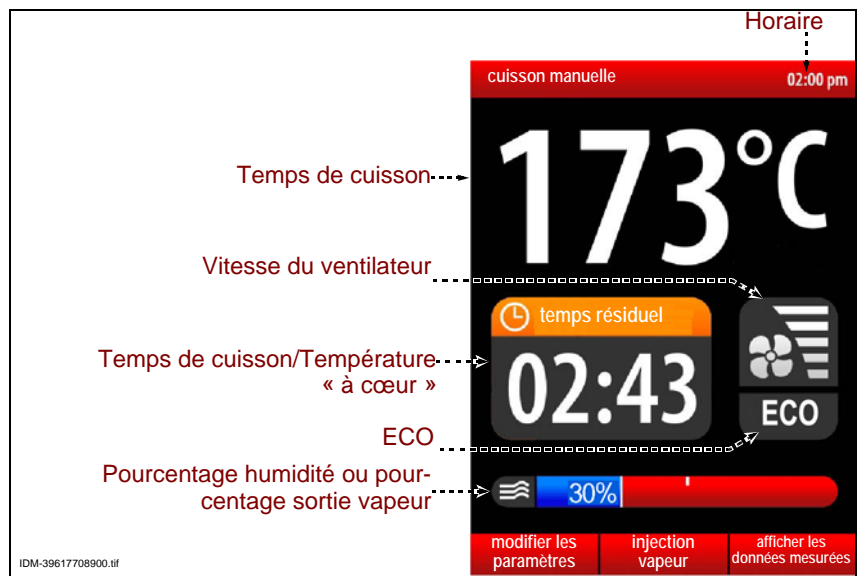 Horaire
cuisson manuelle 02:00 pm
173°C
Temps de cuisson
Vitesse du ventilateur
temps résiduel
02:43
Temps de cuisson/Température
« à cœur »
ECO
ECO
Pourcentage humidité ou pour-
centage sortie vapeur
30%
modifier les
paramètres
injection
vapeur
afficher les
données mesurées
IDM-39617708900.tif